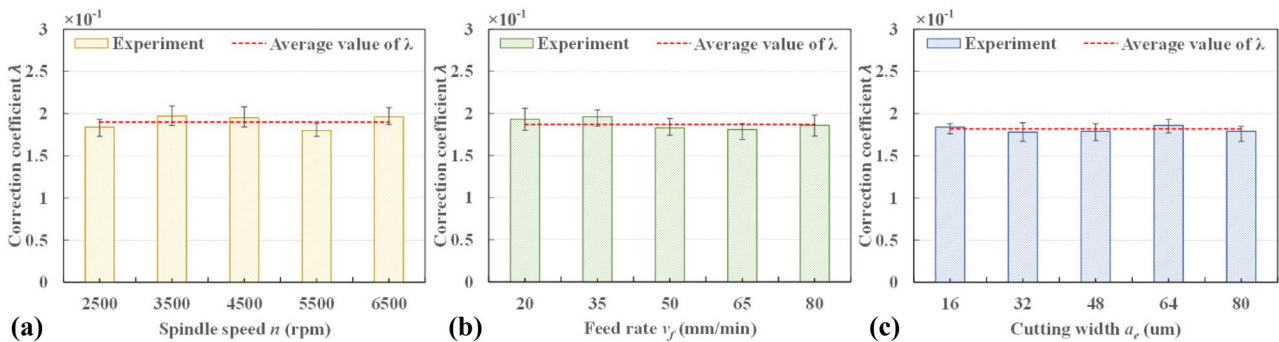 ×10⁻¹
Experiment
Average value of λ
Correction coefficient λ
3
2.5
2
1.5
1
0.5
0
2500 3500 4500 5500 6500
Spindle speed n (rpm)
(a)
×10⁻¹
Experiment
Average value of λ
Correction coefficient λ
3
2.5
2
1.5
1
0.5
0
20 35 50 65 80
Feed rate v_f (mm/min)
(b)
×10⁻¹
Experiment
Average value of λ
Correction coefficient λ
3
2.5
2
1.5
1
0.5
0
16 32 48 64 80
Cutting width a_e (um)
(c)